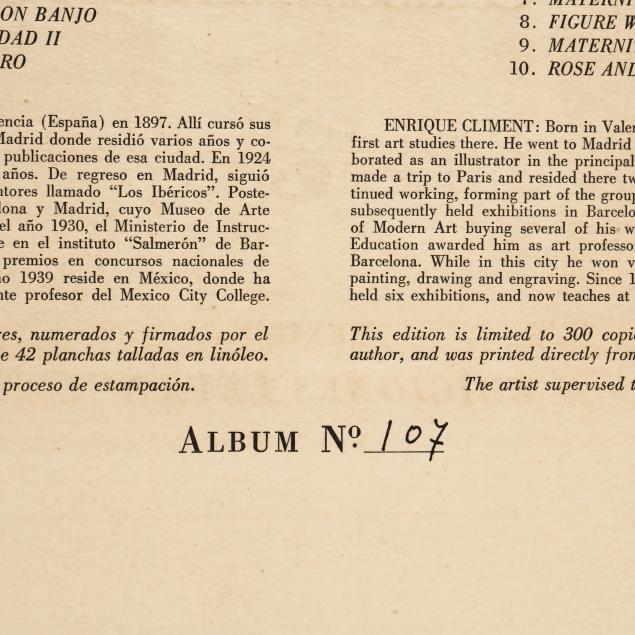 ON BANJO
DAD II
RO
8. FIGURE W
9. MATERNI
10. ROSE AND
encia (España) en 1897. Allí cursó sus
Madrid donde residió varios años y co-
publicaciones de esa ciudad. En 1924
años. De regreso en Madrid, siguió
ntores llamado “Los Ibéricos”. Poste-
lona y Madrid, cuyo Museo de Arte
el año 1930, el Ministerio de Instruc-
e en el instituto “Salmerón” de Bar-
premios en concursos nacionales de
o 1939 reside en México, donde ha
nte profesor del Mexico City College.
ENRIQUE CLIMENT: Born in Valen
first art studies there. He went to Madrid
borated as an illustrator in the principal
made a trip to Paris and resided there tw
tinued working, forming part of the group
subsequently held exhibitions in Barcelo
of Modern Art buying several of his w
Education awarded him as art professor
Barcelona. While in this city he won v
painting, drawing and engraving. Since 1
held six exhibitions, and now teaches at
res, numerados y firmados por el
e 42 planchas talladas en linóleo.
proceso de estampación.
This edition is limited to 300 copie
author, and was printed directly from
The artist supervised t
ALBUM Nº 107